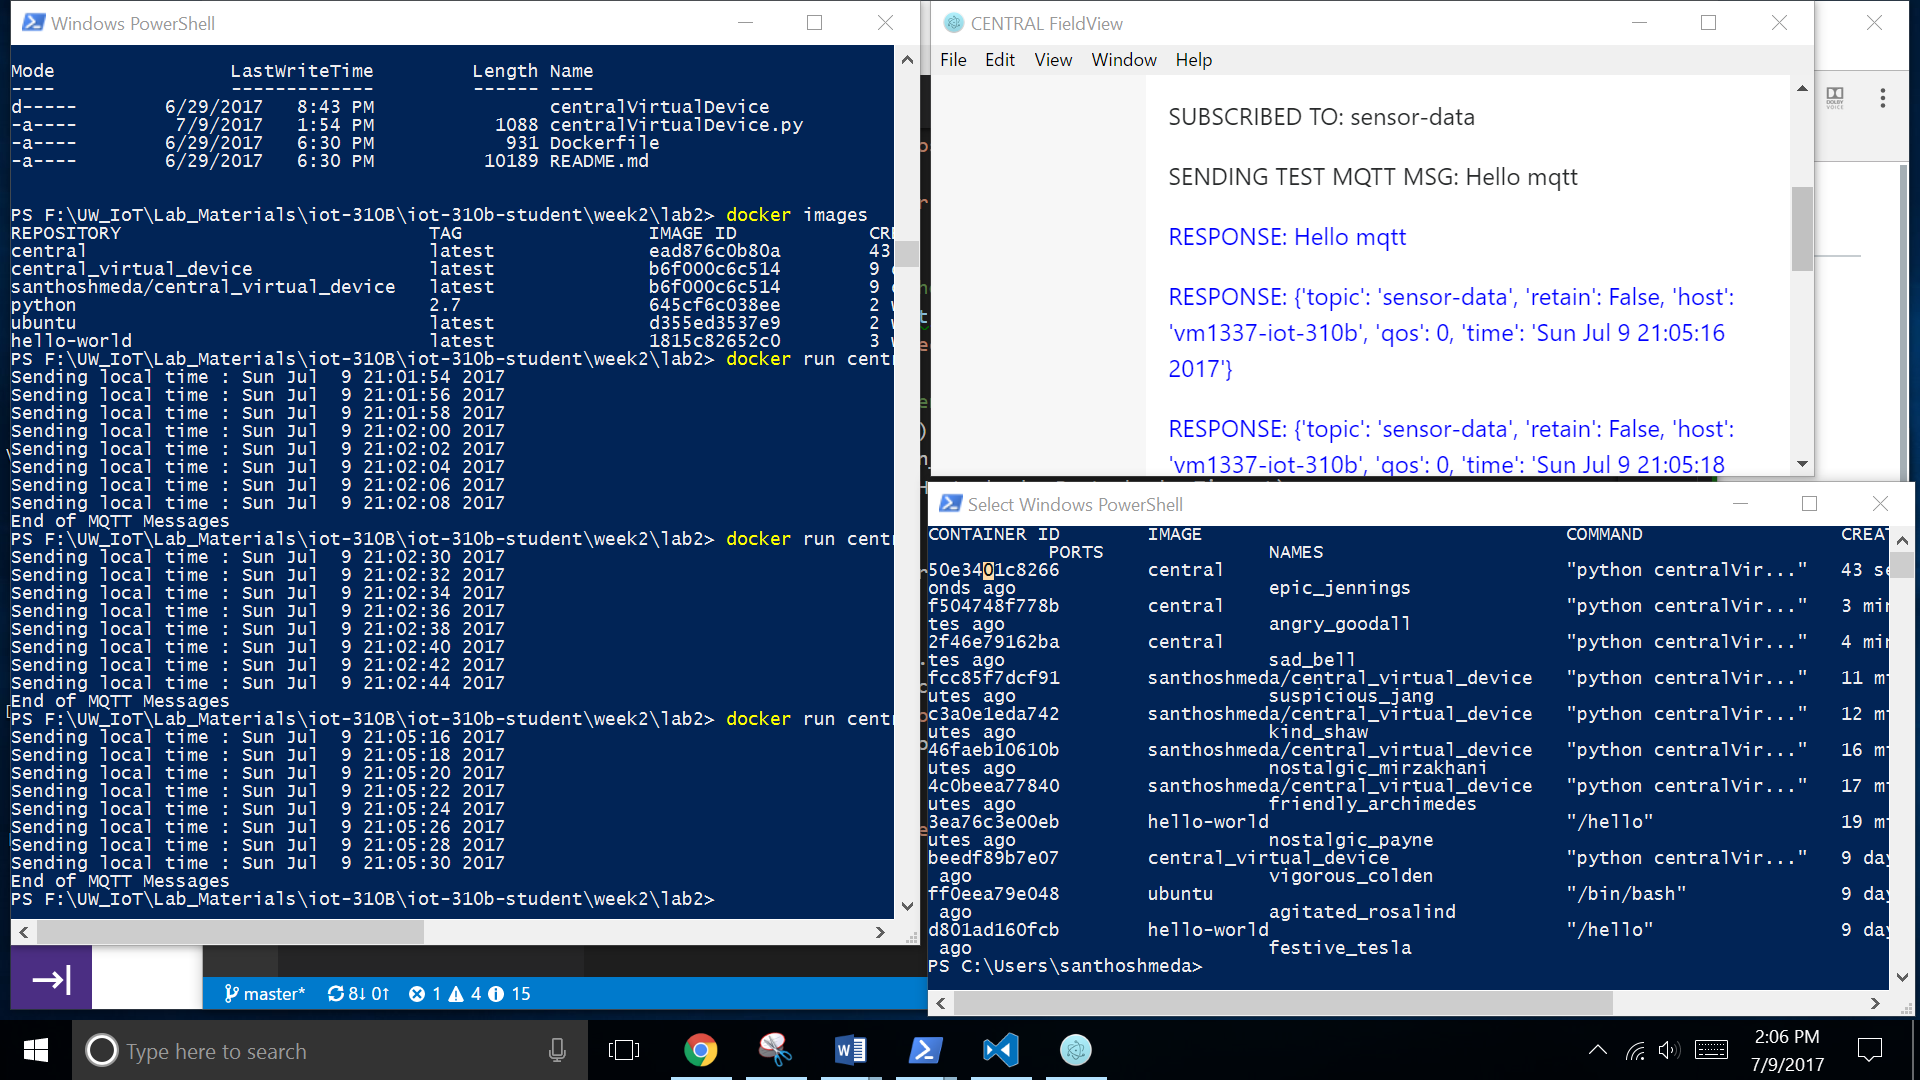 Windows PowerShell
Mode                LastWriteTime         Length Name
----                -------------         ------ ----
d-----        6/29/2017   8:43 PM                centralVirtualDevice
-a----         7/9/2017   1:54 PM           1088 centralVirtualDevice.py
-a----        6/29/2017   6:30 PM            931 Dockerfile
-a----        6/29/2017   6:30 PM          10189 README.md
PS F:\UW_IoT\Lab_Materials\iot-310B\iot-310b-student\week2\lab2> docker images
REPOSITORY                            TAG                 IMAGE ID            CRE
central                               latest              ead876c0b80a        43
central_virtual_device                latest              b6f000c6c514        9
santhoshmeda/central_virtual_device   latest              b6f000c6c514        9
python                                2.7                 645cf6c038ee        2
ubuntu                                latest              d355ed3537e9        2
hello-world                           latest              1815c82652c0        3
PS F:\UW_IoT\Lab_Materials\iot-310B\iot-310b-student\week2\lab2> docker run centr
Sending local time : Sun Jul  9 21:01:54 2017
Sending local time : Sun Jul  9 21:01:56 2017
Sending local time : Sun Jul  9 21:01:58 2017
Sending local time : Sun Jul  9 21:02:00 2017
Sending local time : Sun Jul  9 21:02:02 2017
Sending local time : Sun Jul  9 21:02:04 2017
Sending local time : Sun Jul  9 21:02:06 2017
Sending local time : Sun Jul  9 21:02:08 2017
End of MQTT Messages
PS F:\UW_IoT\Lab_Materials\iot-310B\iot-310b-student\week2\lab2> docker run centr
Sending local time : Sun Jul  9 21:02:30 2017
Sending local time : Sun Jul  9 21:02:32 2017
Sending local time : Sun Jul  9 21:02:34 2017
Sending local time : Sun Jul  9 21:02:36 2017
Sending local time : Sun Jul  9 21:02:38 2017
Sending local time : Sun Jul  9 21:02:40 2017
Sending local time : Sun Jul  9 21:02:42 2017
Sending local time : Sun Jul  9 21:02:44 2017
End of MQTT Messages
PS F:\UW_IoT\Lab_Materials\iot-310B\iot-310b-student\week2\lab2> docker run centr
Sending local time : Sun Jul  9 21:05:16 2017
Sending local time : Sun Jul  9 21:05:18 2017
Sending local time : Sun Jul  9 21:05:20 2017
Sending local time : Sun Jul  9 21:05:22 2017
Sending local time : Sun Jul  9 21:05:24 2017
Sending local time : Sun Jul  9 21:05:26 2017
Sending local time : Sun Jul  9 21:05:28 2017
Sending local time : Sun Jul  9 21:05:30 2017
End of MQTT Messages
PS F:\UW_IoT\Lab_Materials\iot-310B\iot-310b-student\week2\lab2>
CENTRAL FieldView
File Edit View Window Help
SUBSCRIBED TO: sensor-data
SENDING TEST MQTT MSG: Hello mqtt
RESPONSE: Hello mqtt
RESPONSE: {'topic': 'sensor-data', 'retain': False, 'host':
'vm1337-iot-310b', 'qos': 0, 'time': 'Sun Jul 9 21:05:16
2017'}
RESPONSE: {'topic': 'sensor-data', 'retain': False, 'host':
'vm1337-iot-310b', 'qos': 0, 'time': 'Sun Jul 9 21:05:18
Select Windows PowerShell
CONTAINER ID        IMAGE                                 COMMAND                  CREAT
           PORTS               NAMES
50e3401c8266        central                               "python centralVir..."   43 se
onds ago                       epic_jennings
f504748f778b        central                               "python centralVir..."   3 min
tes ago                        angry_goodall
2f46e79162ba        central                               "python centralVir..."   4 min
tes ago                        sad_bell
fcc85f7dcf91        santhoshmeda/central_virtual_device   "python centralVir..."   11 mi
utes ago                       suspicious_jang
c3a0e1eda742        santhoshmeda/central_virtual_device   "python centralVir..."   12 mi
utes ago                       kind_shaw
46faeb10610b        santhoshmeda/central_virtual_device   "python centralVir..."   16 mi
utes ago                       nostalgic_mirzakhani
4c0beea77840        santhoshmeda/central_virtual_device   "python centralVir..."   17 mi
utes ago                       friendly_archimedes
3ea76c3e00eb        hello-world                           "/hello"                 19 mi
utes ago                       nostalgic_payne
beedf89b7e07        central_virtual_device                "python centralVir..."   9 day
 ago                           vigorous_colden
ff0eea79e048        ubuntu                                "/bin/bash"              9 day
 ago                           agitated_rosalind
d801ad160fcb        hello-world                           "/hello"                 9 day
 ago                           festive_tesla
PS C:\Users\santhoshmeda>
DOLBY
VOICE
master* 8↓ 0↑ 1 4 15
Type here to search
2:06 PM
7/9/2017